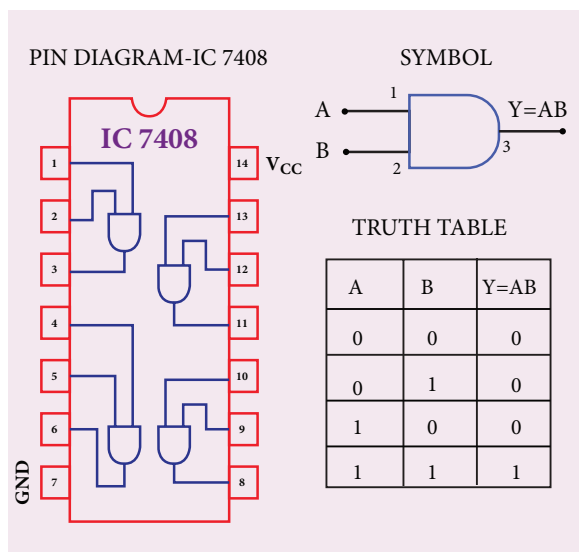 PIN DIAGRAM-IC 7408
IC 7408
1
14 V_CC
2
13
3
12
4
11
5
10
6
9
GND 7
8
SYMBOL
A 1
Y=AB
B 2
3
TRUTH TABLE
A B Y=AB
0 0 0
0 1 0
1 0 0
1 1 1